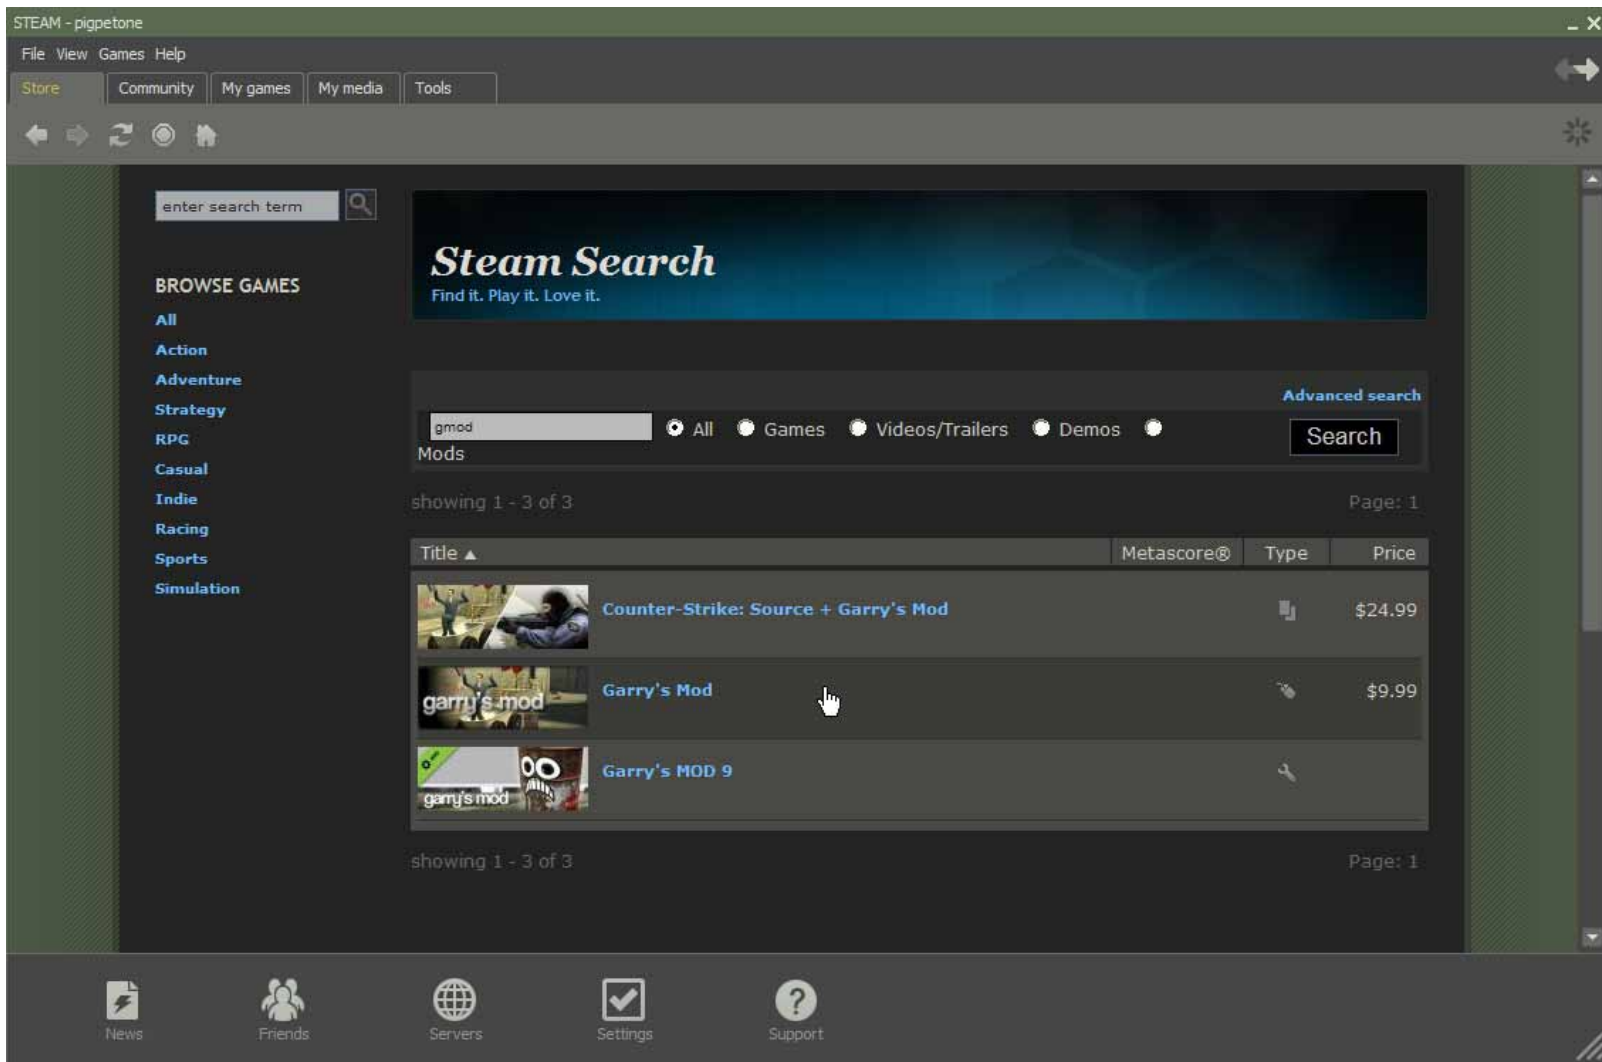 STEAM - pigpetone
File View Games Help
Store Community My games My media Tools
enter search term
Steam Search
Find it. Play it. Love it.
BROWSE GAMES
All
Action
Adventure
Strategy
RPG
Casual
Indie
Racing
Sports
Simulation
Advanced search
gmod All Games Videos/Trailers Demos
Mods
Search
showing 1 - 3 of 3 Page: 1
Title Metascore® Type Price
Counter-Strike: Source + Garry's Mod $24.99
garry's mod Garry's Mod $9.99
garry's mod Garry's MOD 9
showing 1 - 3 of 3 Page: 1
News Friends Servers Settings Support